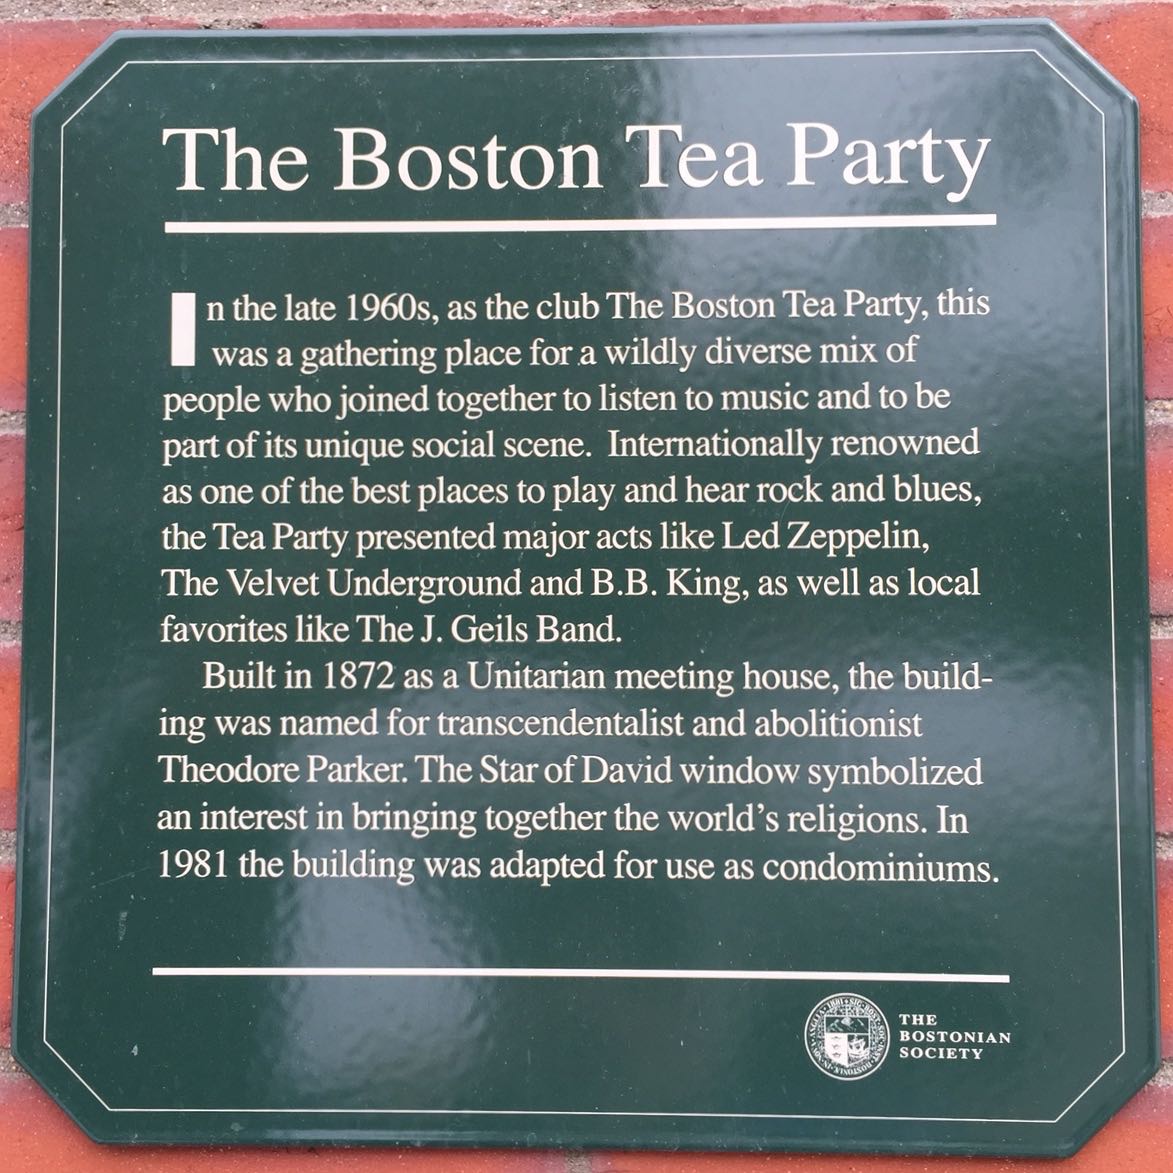 The Boston Tea Party
In the late 1960s, as the club The Boston Tea Party, this
was a gathering place for a wildly diverse mix of
people who joined together to listen to music and to be
part of its unique social scene. Internationally renowned
as one of the best places to play and hear rock and blues,
the Tea Party presented major acts like Led Zeppelin,
The Velvet Underground and B.B. King, as well as local
favorites like The J. Geils Band.
Built in 1872 as a Unitarian meeting house, the build-
ing was named for transcendentalist and abolitionist
Theodore Parker. The Star of David window symbolized
an interest in bringing together the world's religions. In
1981 the building was adapted for use as condominiums.
THE
BOSTONIAN
SOCIETY